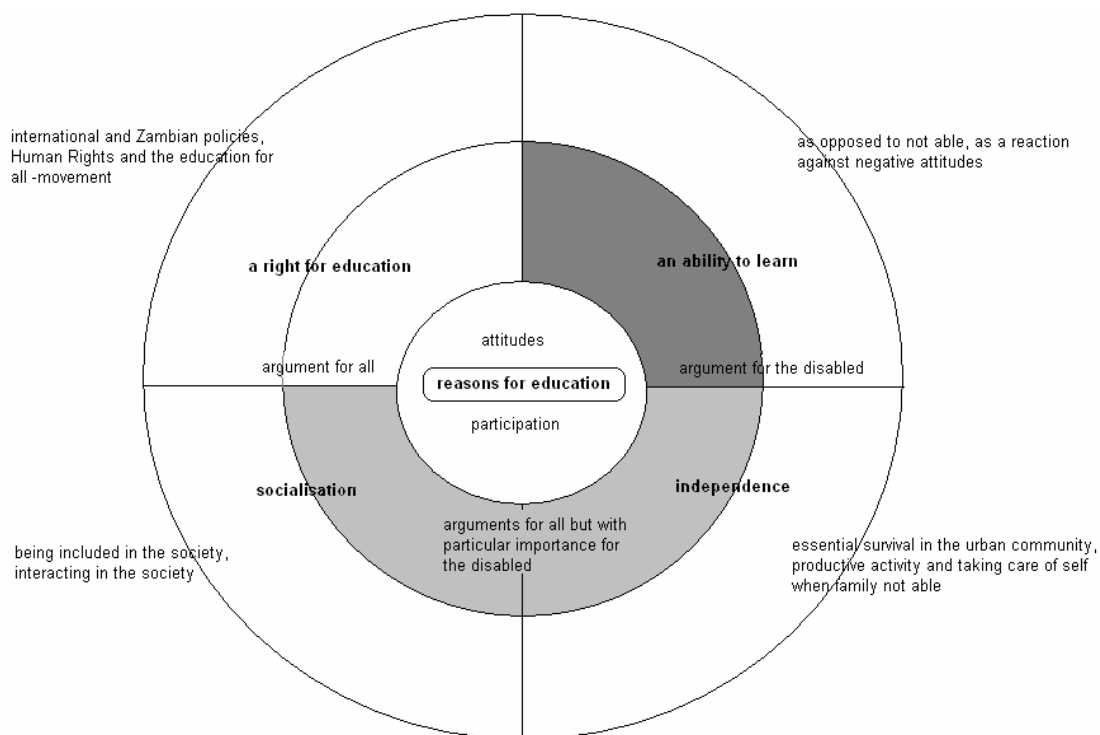 international and Zambian policies,
Human Rights and the education for
all -movement
as opposed to not able, as a reaction
against negative attitudes
a right for education
an ability to learn
attitudes
argument for all
argument for the disabled
reasons for education
participation
socialisation
independence
arguments for all but with
particular importance for
the disabled
being included in the society,
interacting in the society
essential survival in the urban community,
productive activity and taking care of self
when family not able